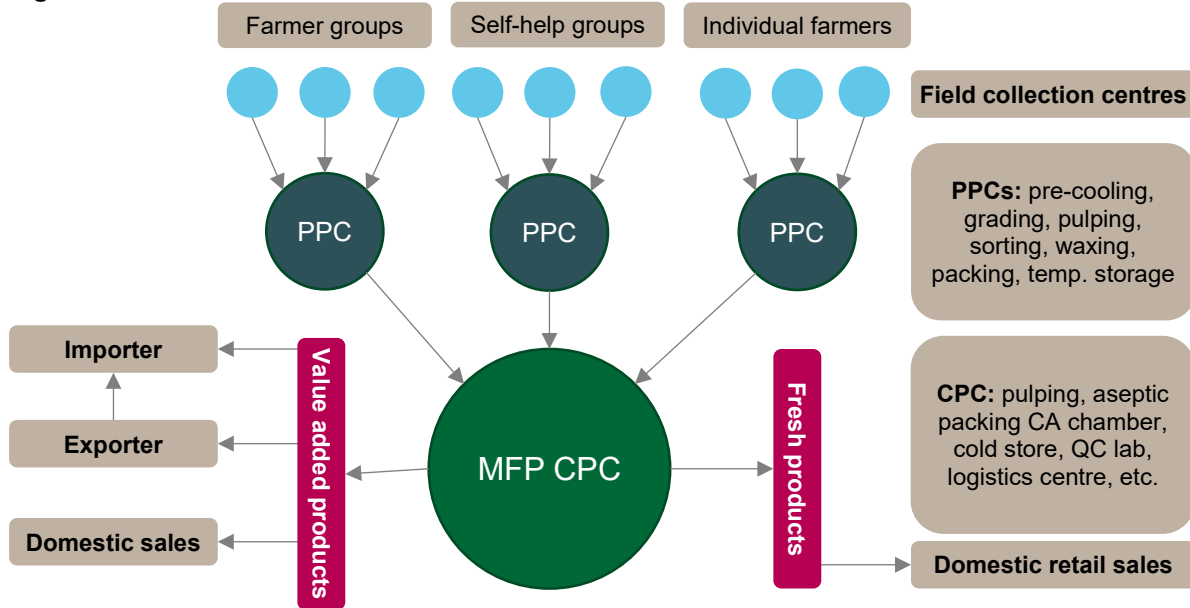 Farmer groups
Self-help groups
Individual farmers
Field collection centres
PPC
PPC
PPC
PPCs: pre-cooling,
grading, pulping,
sorting, waxing,
packing, temp. storage
Importer
Exporter
Domestic sales
Value added products
MFP CPC
Fresh products
CPC: pulping, aseptic
packing CA chamber,
cold store, QC lab,
logistics centre, etc.
Domestic retail sales